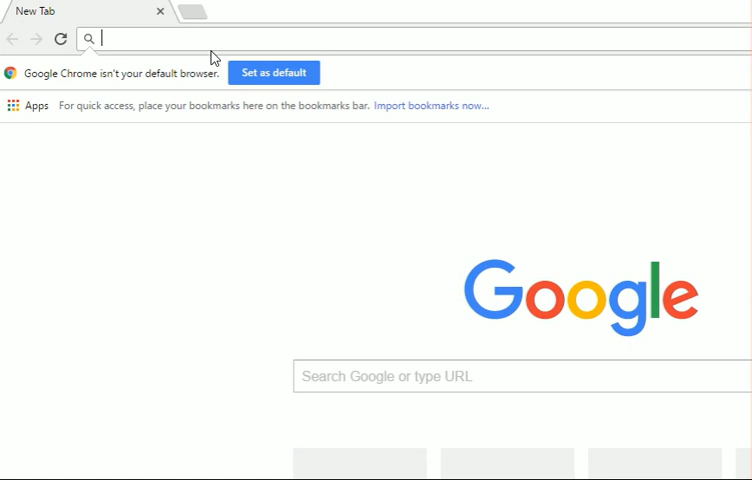 New Tab
Google Chrome isn't your default browser. Set as default
Apps For quick access, place your bookmarks here on the bookmarks bar. Import bookmarks now...
Google
Search Google or type URL